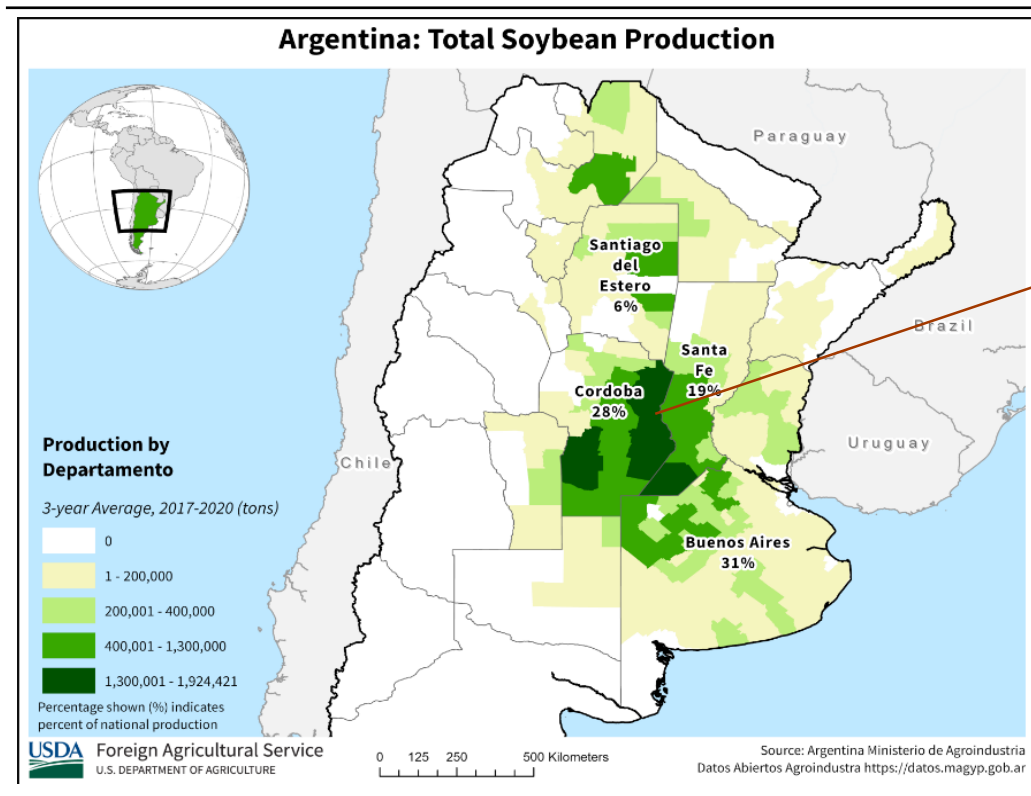 Argentina: Total Soybean Production
Paraguay
Santiago
del
Estero
6%
Brazil
Santa
Fe
19%
Cordoba
28%
Uruguay
Chile
Buenos Aires
31%
Production by
Departamento
3-year Average, 2017-2020 (tons)
0
1 - 200,000
200,001 - 400,000
400,001 - 1,300,000
1,300,001 - 1,924,421
Percentage shown (%) indicates
percent of national production
USDA Foreign Agricultural Service
U.S. DEPARTMENT OF AGRICULTURE
0 125 250 500 Kilometers
Source: Argentina Ministerio de Agroindustria
Datos Abiertos Agroindustra https://datos.magyp.gob.ar